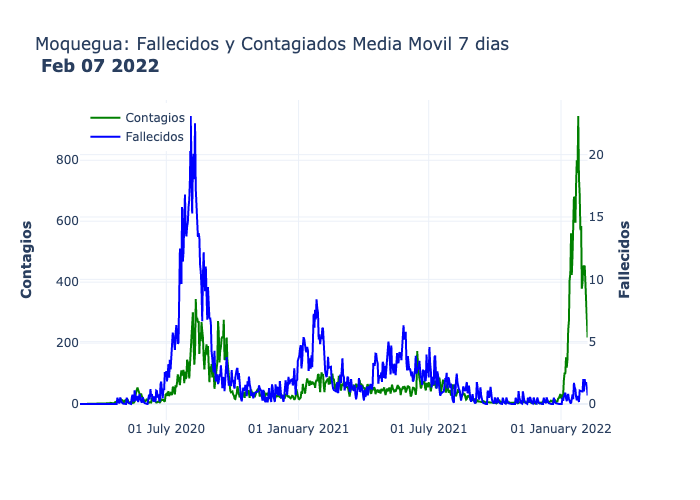 Moquegua: Fallecidos y Contagiados Media Movil 7 dias
Feb 07 2022
Contagios
Fallecidos
800
600
400
200
0
20
15
10
5
0
Contagios
Fallecidos
01 July 2020
01 January 2021
01 July 2021
01 January 2022